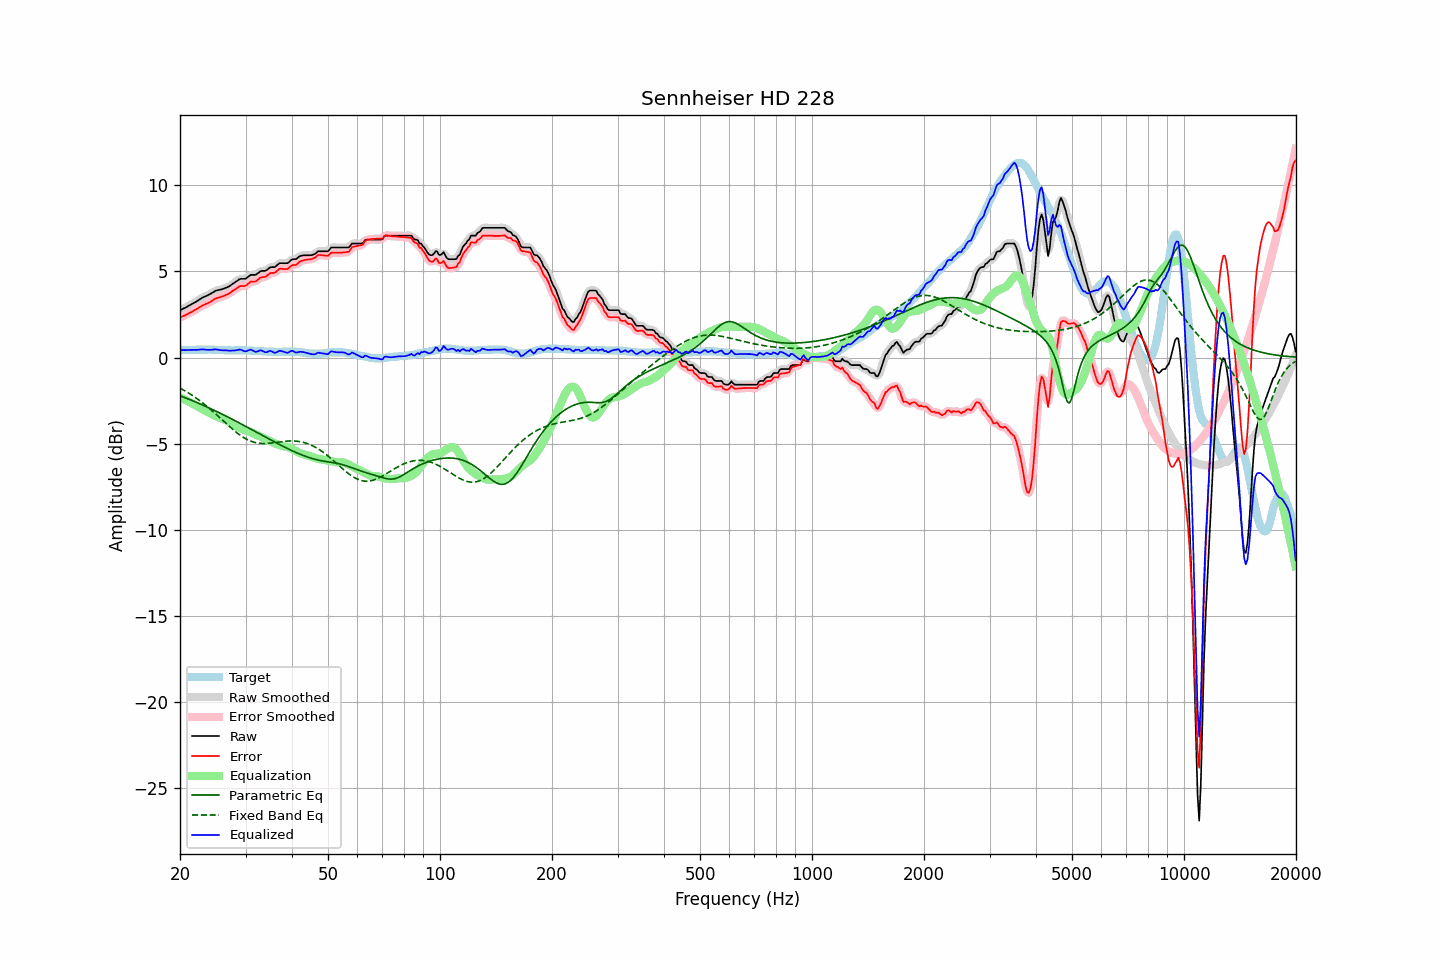 Sennheiser HD 228
Amplitude (dBr)
10
5
0
−5
−10
−15
−20
−25
Target
Raw Smoothed
Error Smoothed
Raw
Error
Equalization
Parametric Eq
Fixed Band Eq
Equalized
20 50 100 200 500 1000 2000 5000 10000 20000
Frequency (Hz)